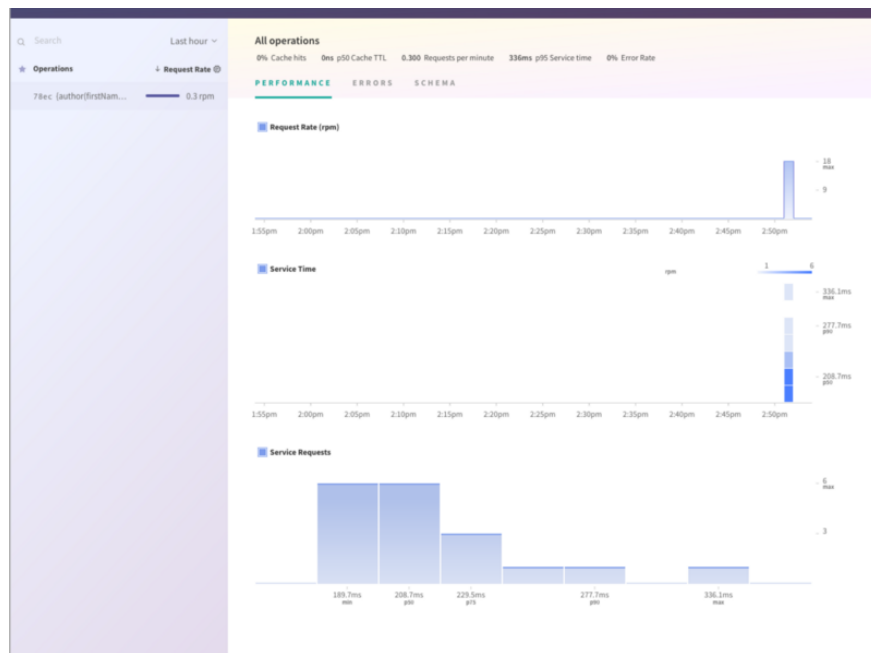 Search
Last hour
Operations
↓ Request Rate
78ec {author{firstNam...
0.3 rpm
All operations
0% Cache hits 0ns p50 Cache TTL 0.300 Requests per minute 336ms p95 Service time 0% Error Rate
PERFORMANCE ERRORS SCHEMA
Request Rate (rpm)
18
max
9
1:55pm 2:00pm 2:05pm 2:10pm 2:15pm 2:20pm 2:25pm 2:30pm 2:35pm 2:40pm 2:45pm 2:50pm
Service Time
rpm
1 6
336.1ms
max
277.7ms
p90
208.7ms
p50
1:55pm 2:00pm 2:05pm 2:10pm 2:15pm 2:20pm 2:25pm 2:30pm 2:35pm 2:40pm 2:45pm 2:50pm
Service Requests
6
max
3
189.7ms 208.7ms 229.5ms 277.7ms 336.1ms
min p50 p75 p90 max